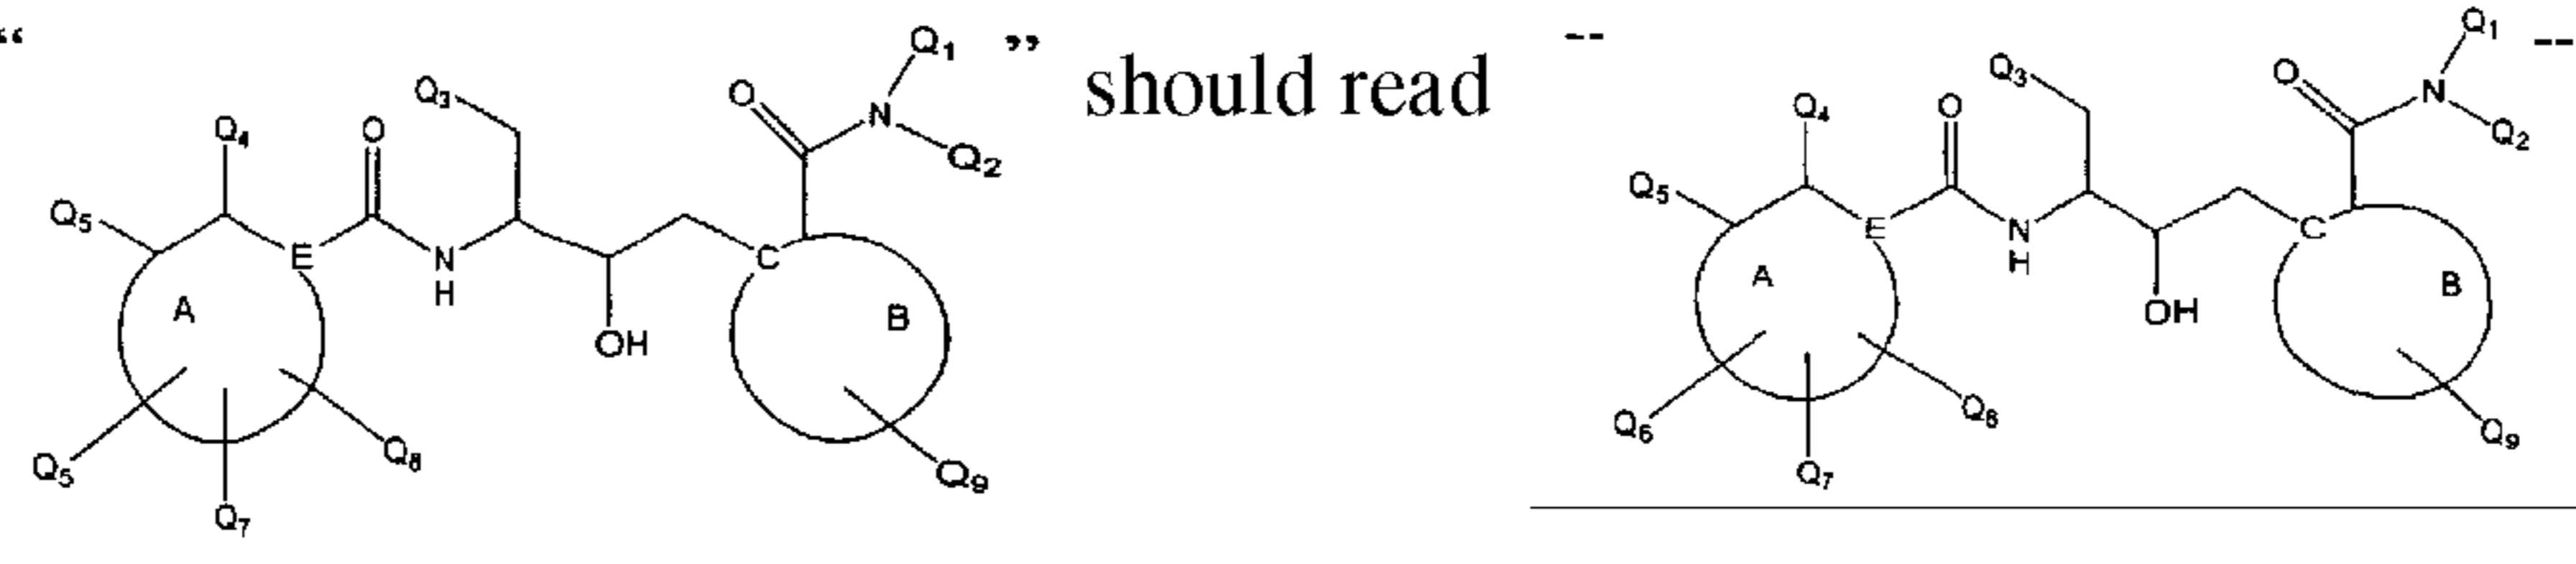 “ Q₁ ” should read -- Q₁ --
Q₃ O N Q₃ O N
Q₄ O Q₂ Q₄ O Q₂
Q₅ Q₅
E N C E N C
H H
A B A B
OH OH
Q₅ Q₈ Q₆ Q₈
Q₉ Q₉
Q₇ Q₇